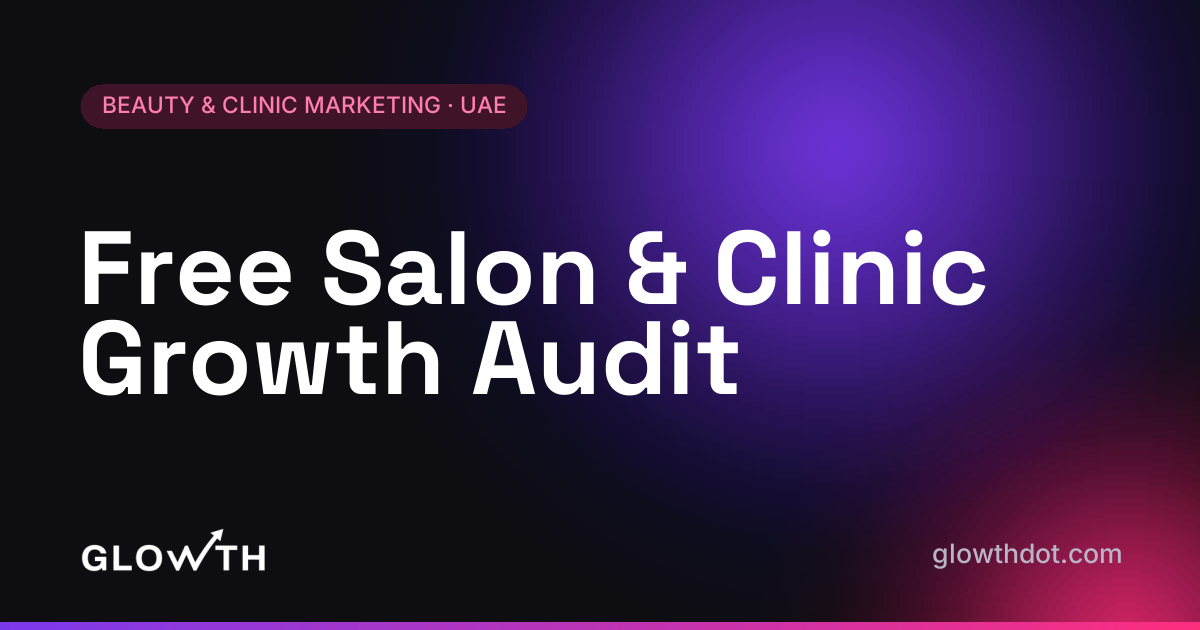 BEAUTY & CLINIC MARKETING · UAE
Free Salon & Clinic
Growth Audit
GLOWTH
glowthdot.com